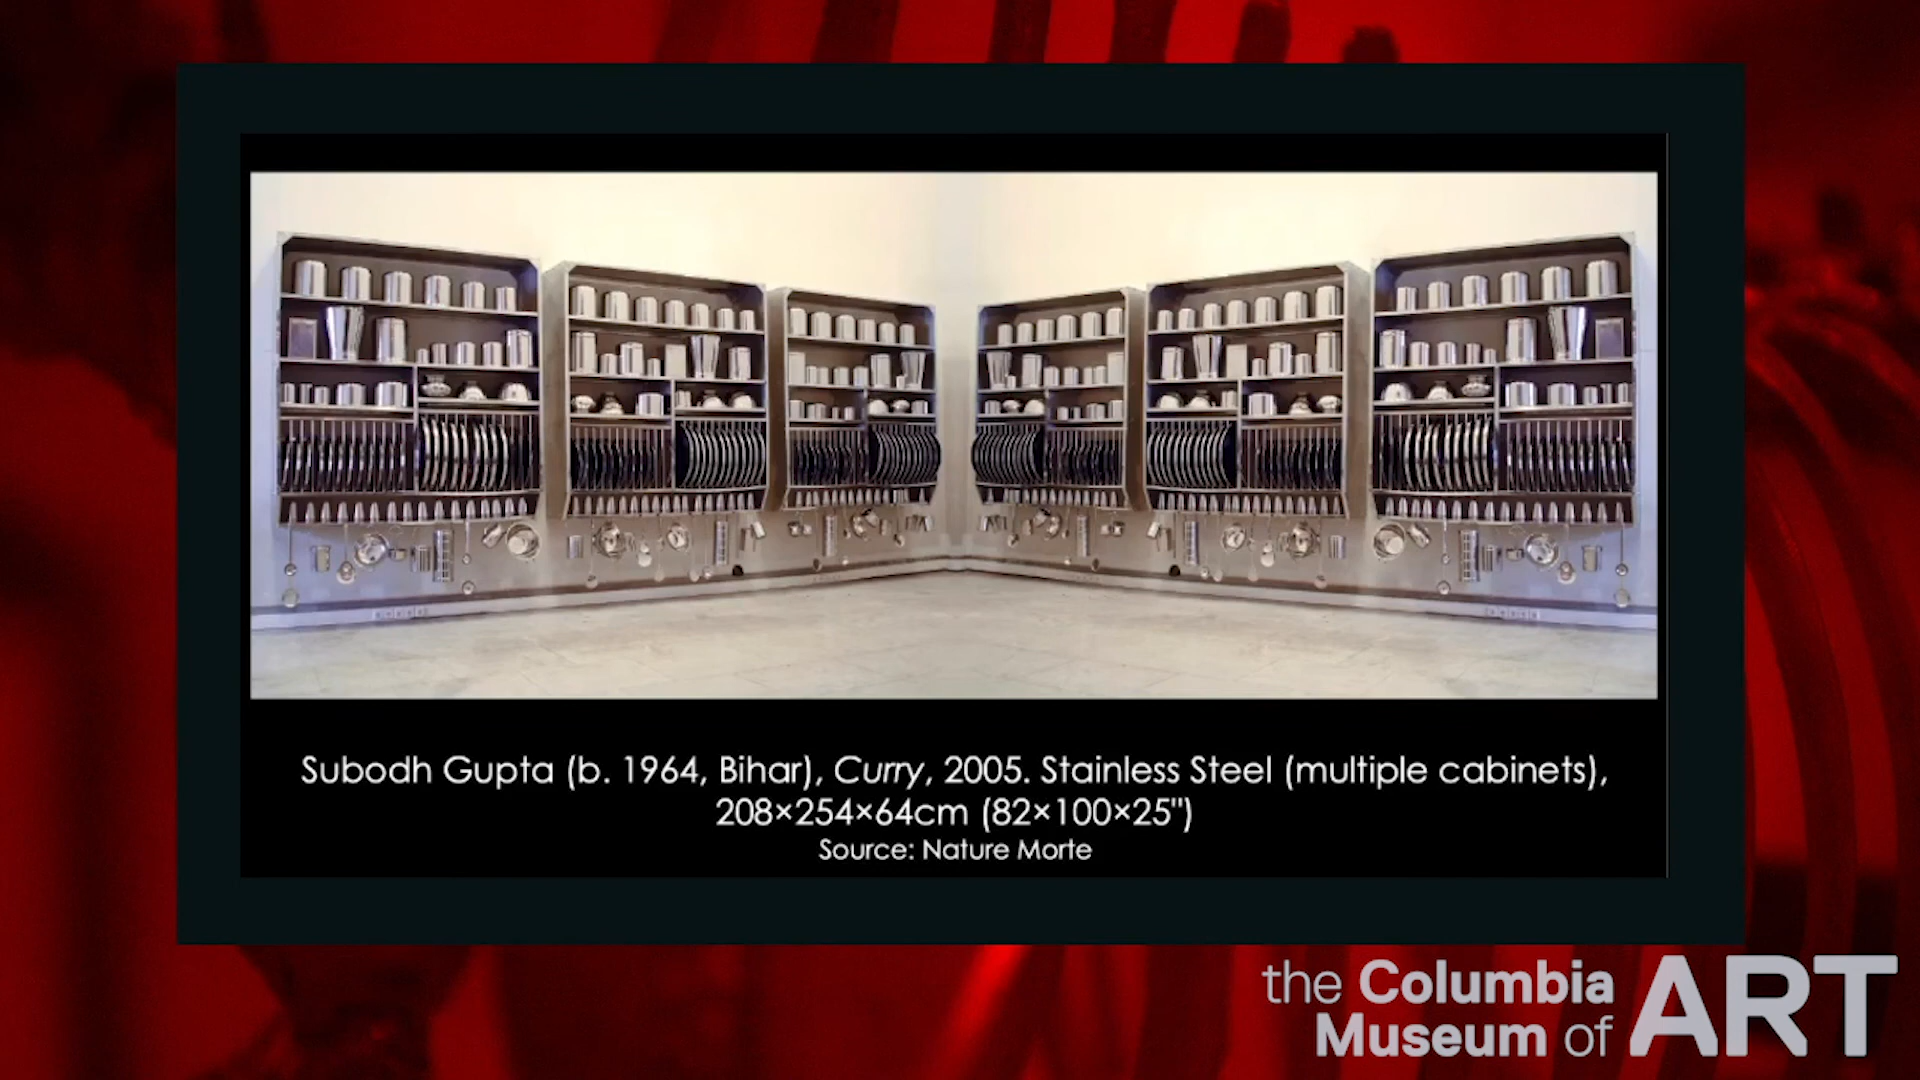 Subodh Gupta (b. 1964, Bihar), Curry, 2005. Stainless Steel (multiple cabinets),
208×254×64cm (82×100×25")
Source: Nature Morte
the Columbia
Museum of ART